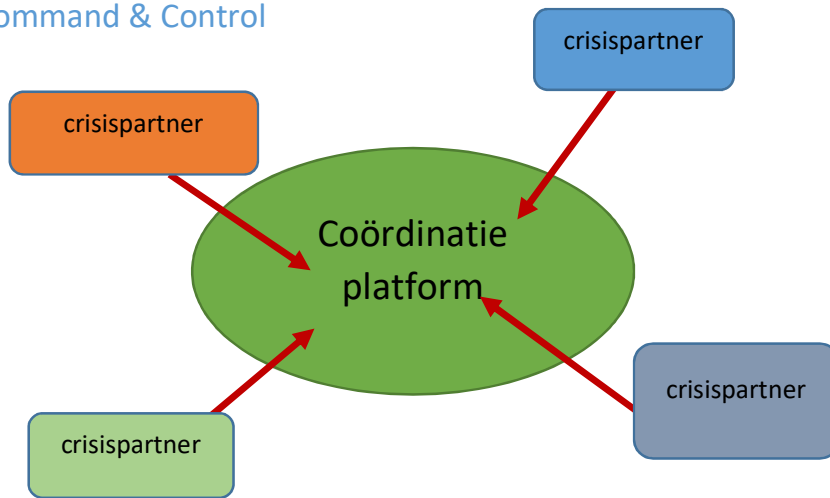 ommand & Control
crisispartner
crisispartner
Coördinatie
platform
crisispartner
crisispartner